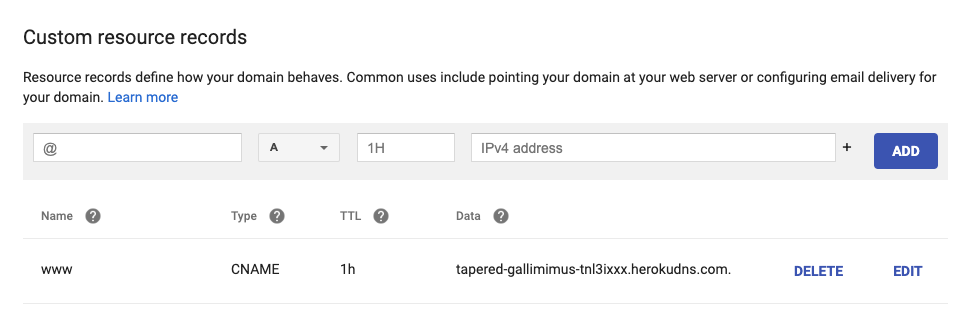 Custom resource records
Resource records define how your domain behaves. Common uses include pointing your domain at your web server or configuring email delivery for
your domain. Learn more
@ A 1H IPv4 address + ADD
Name ? Type ? TTL ? Data ?
www CNAME 1h tapered-gallimimus-tnl3ixxx.herokudns.com. DELETE EDIT